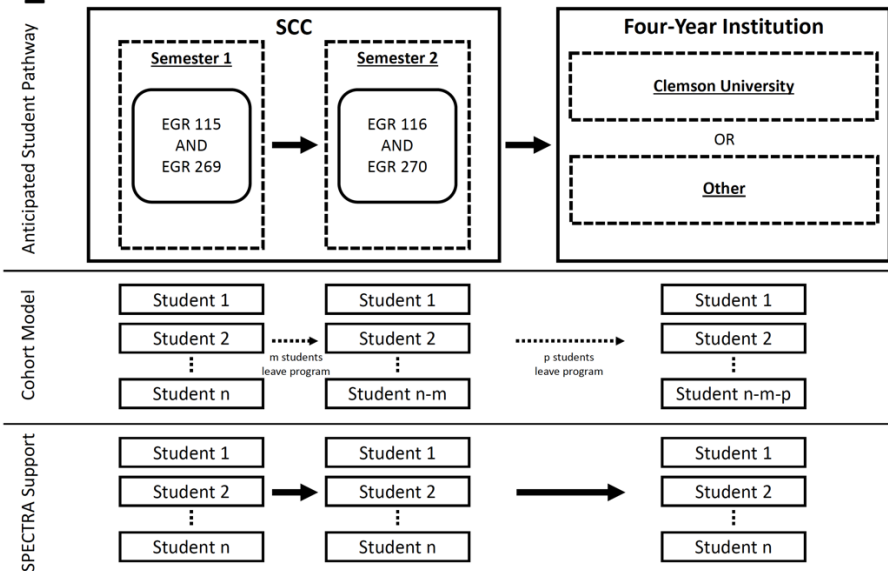 Anticipated Student Pathway
SCC
Semester 1
EGR 115
AND
EGR 269
Semester 2
EGR 116
AND
EGR 270
Four-Year Institution
Clemson University
OR
Other
Cohort Model
Student 1
Student 2
Student n
m students
leave program
Student 1
Student 2
Student n-m
p students
leave program
Student 1
Student 2
Student n-m-p
SPECTRA Support
Student 1
Student 2
Student n
Student 1
Student 2
Student n
Student 1
Student 2
Student n